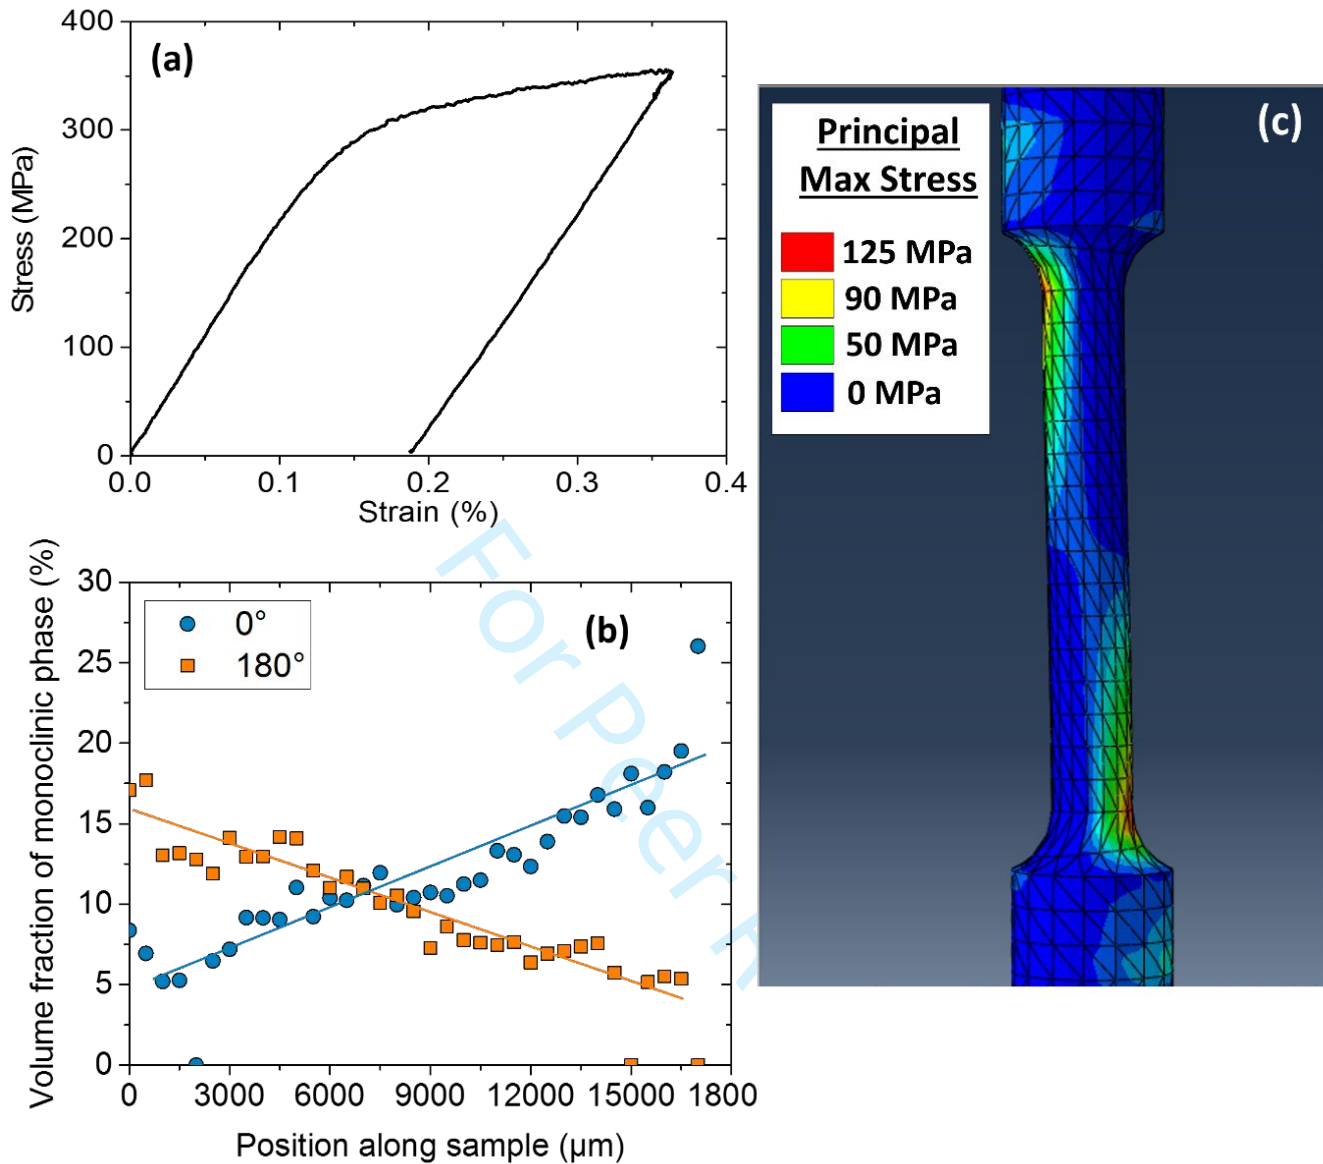 (a)
400
300
200
100
0
Stress (MPa)
0.0 0.1 0.2 0.3 0.4
Strain (%)
(b)
0°
180°
30
25
20
15
10
5
0
Volume fraction of monoclinic phase (%)
0 3000 6000 9000 12000 15000 1800
Position along sample (µm)
For Peer
(c)
Principal
Max Stress
125 MPa
90 MPa
50 MPa
0 MPa